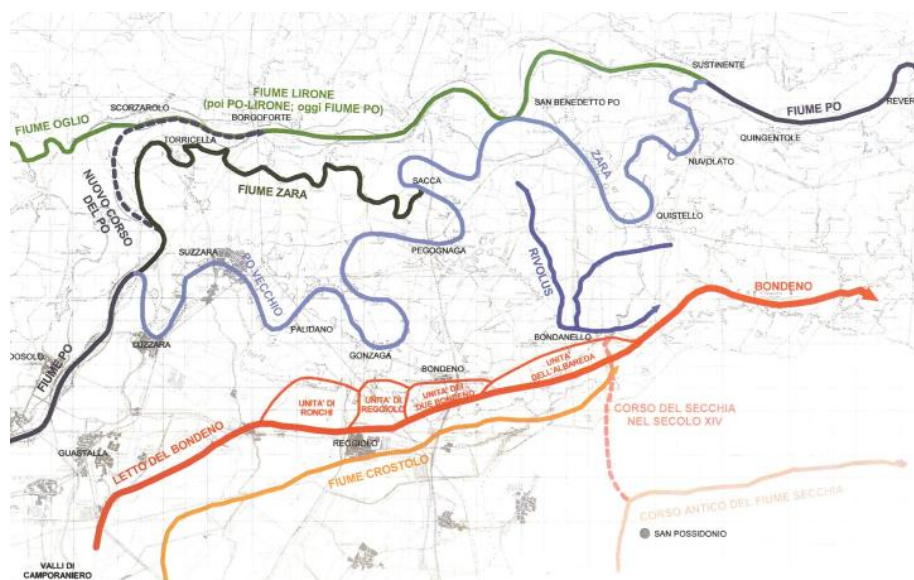 SUSTINENTE
FIUME LIRONE
(poi PO-LIRONE; oggi FIUME PO)
SCORZAROLO
BORGOFORTE
SAN BENEDETTO PO
FIUME PO
REVER
FIUME OGLIO
TORRICELLA
QUINGENTOLE
NUVOLATO
ZARA
FIUME ZARA
SACCA
NUOVO CORSO
DEL PO
QUISTELLO
SUZZARA
PO VECCHIO
PEGOGNAGA
RIVOLUS
BONDENO
LUZZARA
PALIDANO
BONDANELLO
GONZAGA
DOSOLO
FIUME PO
BONDENO
UNITA'
DELL'ALBAREDA
UNITA' DI
RONCHI
UNITA' DI
REGGIOLO
UNITA' DEI
DUE BONDENO
CORSO DEL SECCHIA
NEL SECOLO XIV
GUASTALLA
LETTO DEL BONDENO
REGGIOLO
FIUME CROSTOLO
CORSO ANTICO DEL FIUME SECCHIA
SAN POSSIDONIO
VALLI DI
CAMPORANIERO